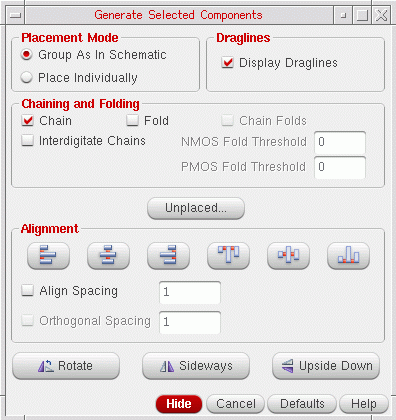 Generate Selected Components
Placement Mode
Group As In Schematic
Place Individually
Draglines
Display Draglines
Chaining and Folding
Chain
Fold
Chain Folds
Interdigitate Chains
NMOS Fold Threshold
0
PMOS Fold Threshold
0
Unplaced...
Alignment
Align Spacing
1
Orthogonal Spacing
1
Rotate
Sideways
Upside Down
Hide
Cancel
Defaults
Help